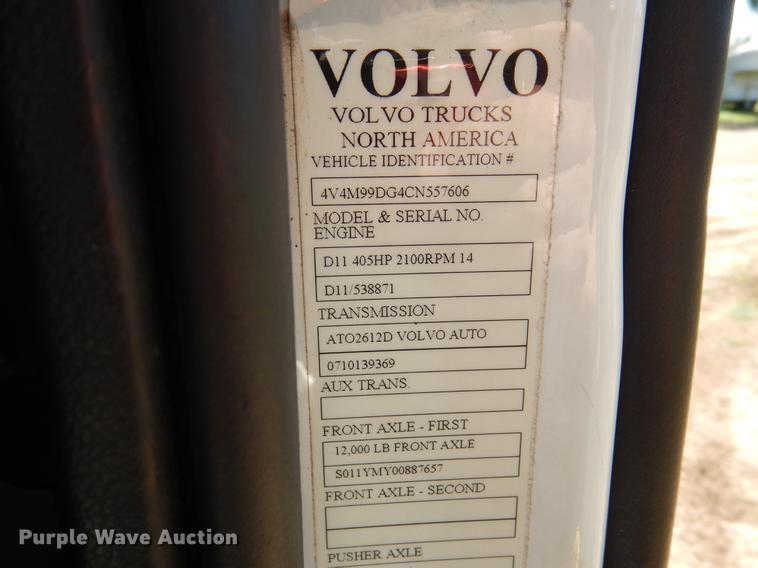 VOLVO
VOLVO TRUCKS
NORTH AMERICA
VEHICLE IDENTIFICATION #
4V4M99DG4CN557606
MODEL & SERIAL NO.
ENGINE
D11 405HP 2100RPM 14
D11/538871
TRANSMISSION
ATO2612D VOLVO AUTO
0710139369
AUX TRANS.
FRONT AXLE - FIRST
12,000 LB FRONT AXLE
S011YMY00887657
FRONT AXLE - SECOND
PUSHER AXLE
Purple Wave Auction